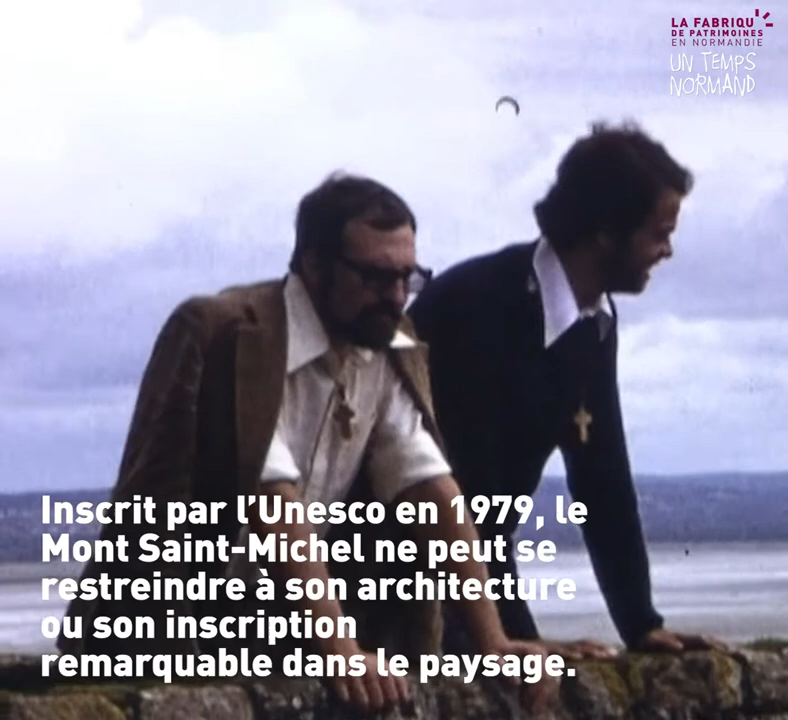 LA FABRIQU
DE PATRIMOINES
EN NORMANDIE
UN TEMPS
NORMAND
Inscrit par l'Unesco en 1979, le
Mont Saint-Michel ne peut se
restreindre à son architecture
ou son inscription
remarquable dans le paysage.